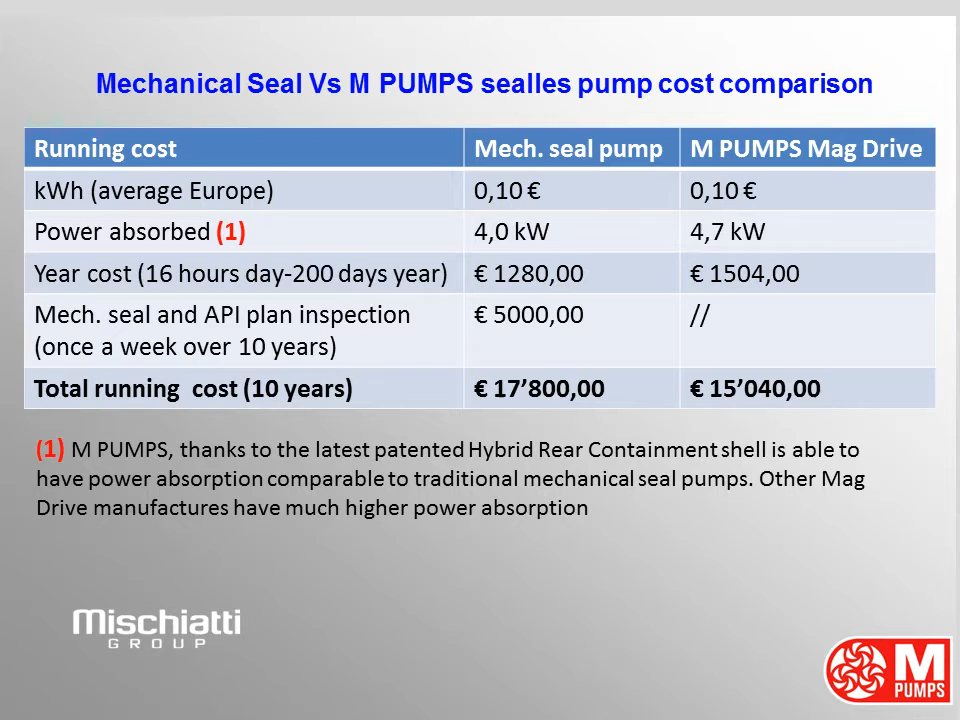 Mechanical Seal Vs M PUMPS sealles pump cost comparison
Running cost Mech. seal pump M PUMPS Mag Drive
kWh (average Europe) 0,10 € 0,10 €
Power absorbed (1) 4,0 kW 4,7 kW
Year cost (16 hours day-200 days year) € 1280,00 € 1504,00
Mech. seal and API plan inspection € 5000,00 //
(once a week over 10 years)
Total running cost (10 years) € 17’800,00 € 15’040,00
(1) M PUMPS, thanks to the latest patented Hybrid Rear Containment shell is able to
have power absorption comparable to traditional mechanical seal pumps. Other Mag
Drive manufactures have much higher power absorption
Mischiatti
GROUP
M
PUMPS